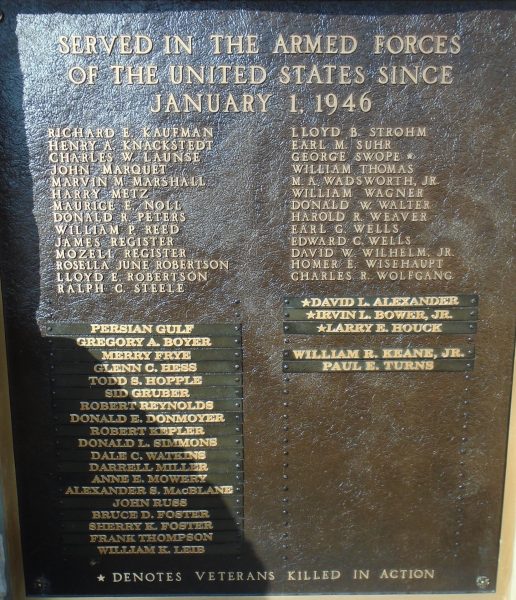 SERVED IN THE ARMED FORCES
OF THE UNITED STATES SINCE
JANUARY 1, 1946
RICHARD E. KAUFMAN
HENRY A. KNACKSTEDT
CHARLES W. LAUNSE
JOHN MARQUET
MARVIN M. MARSHALL
HARRY METZ
MAURICE E. NOLL
DONALD R. PETERS
WILLIAM P. REED
JAMES REGISTER
MOZELL REGISTER
ROSELLA JUNE ROBERTSON
LLOYD E. ROBERTSON
RALPH C. STEELE
PERSIAN GULF
GREGORY A. BOYER
MERRY FRYE
GLENN C. HESS
TODD S. HOPPLE
SID GRUBER
ROBERT REYNOLDS
DONALD E. DONMOYER
ROBERT KEPLER
DONALD L. SIMMONS
DALE C. WATKINS
DARRELL MILLER
ANNE E. MOWERY
ALEXANDER S. MACBLANE
JOHN RUSS
BRUCE D. FOSTER
SHERRY K. FOSTER
FRANK THOMPSON
WILLIAM K. LEIB
LLOYD B. STROHM
EARL M. SUHR
GEORGE SWOPE ★
WILLIAM THOMAS
M. A. WADSWORTH, JR.
WILLIAM WAGNER
DONALD W. WALTER
HAROLD R. WEAVER
EARL G. WELLS
EDWARD C. WELLS
DAVID W. WILHELM, JR.
HOMER E. WISEHAUPT
CHARLES R. WOLFGANG
★DAVID L. ALEXANDER
★IRVIN L. BOWER, JR.
★LARRY E. HOUCK
WILLIAM R. KEANE, JR.
PAUL E. TURNS
★ DENOTES VETERANS KILLED IN ACTION